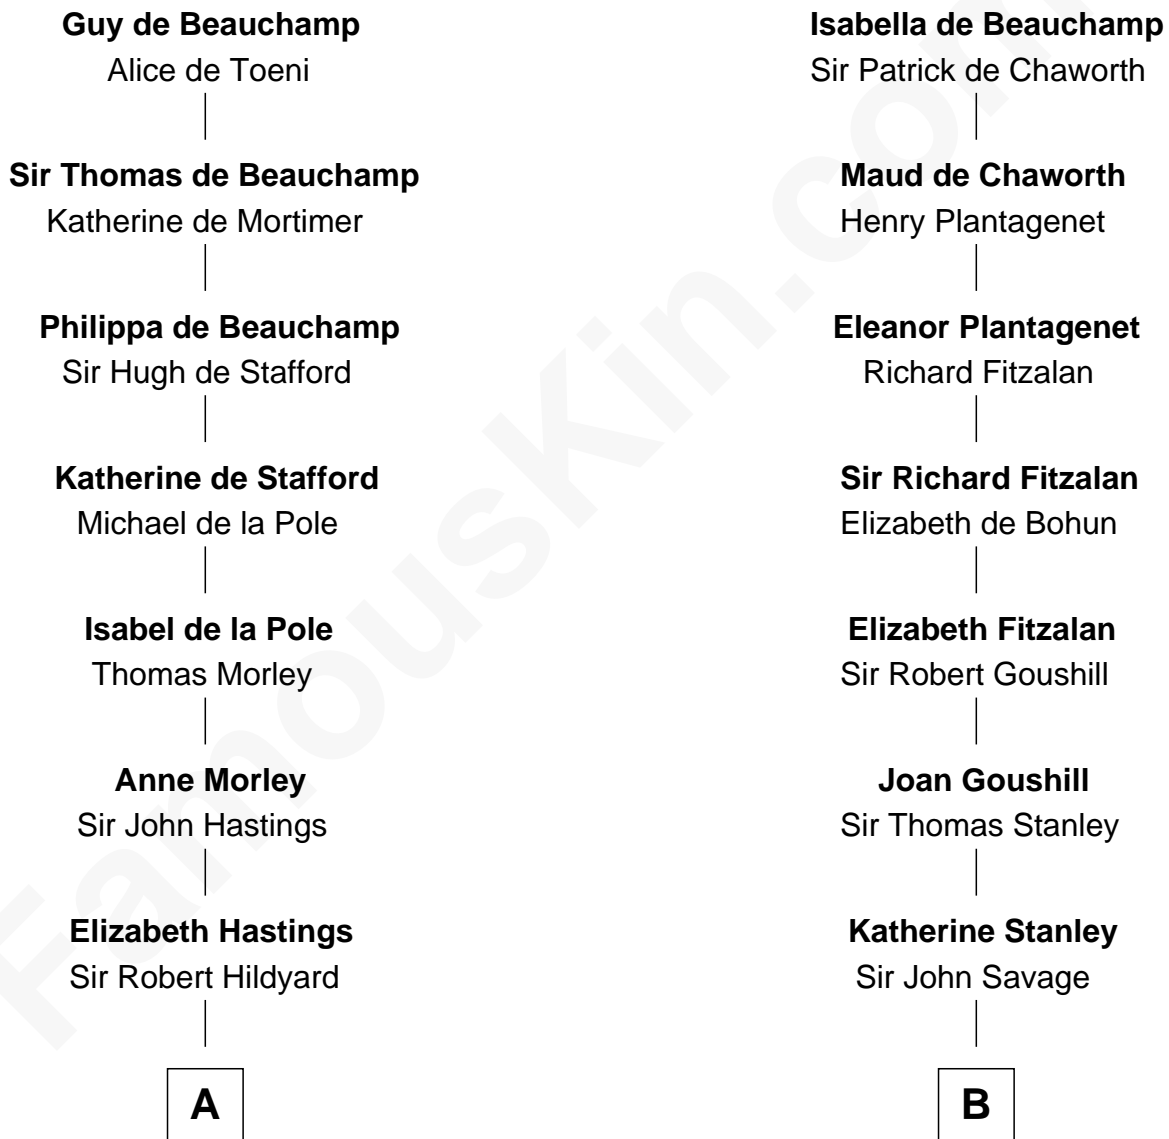 Guy de Beauchamp
Alice de Toeni
Sir Thomas de Beauchamp
Katherine de Mortimer
Philippa de Beauchamp
Sir Hugh de Stafford
Katherine de Stafford
Michael de la Pole
Isabel de la Pole
Thomas Morley
Anne Morley
Sir John Hastings
Elizabeth Hastings
Sir Robert Hildyard
A
Isabella de Beauchamp
Sir Patrick de Chaworth
Maud de Chaworth
Henry Plantagenet
Eleanor Plantagenet
Richard Fitzalan
Sir Richard Fitzalan
Elizabeth de Bohun
Elizabeth Fitzalan
Sir Robert Goushill
Joan Goushill
Sir Thomas Stanley
Katherine Stanley
Sir John Savage
B
FamousKin.com